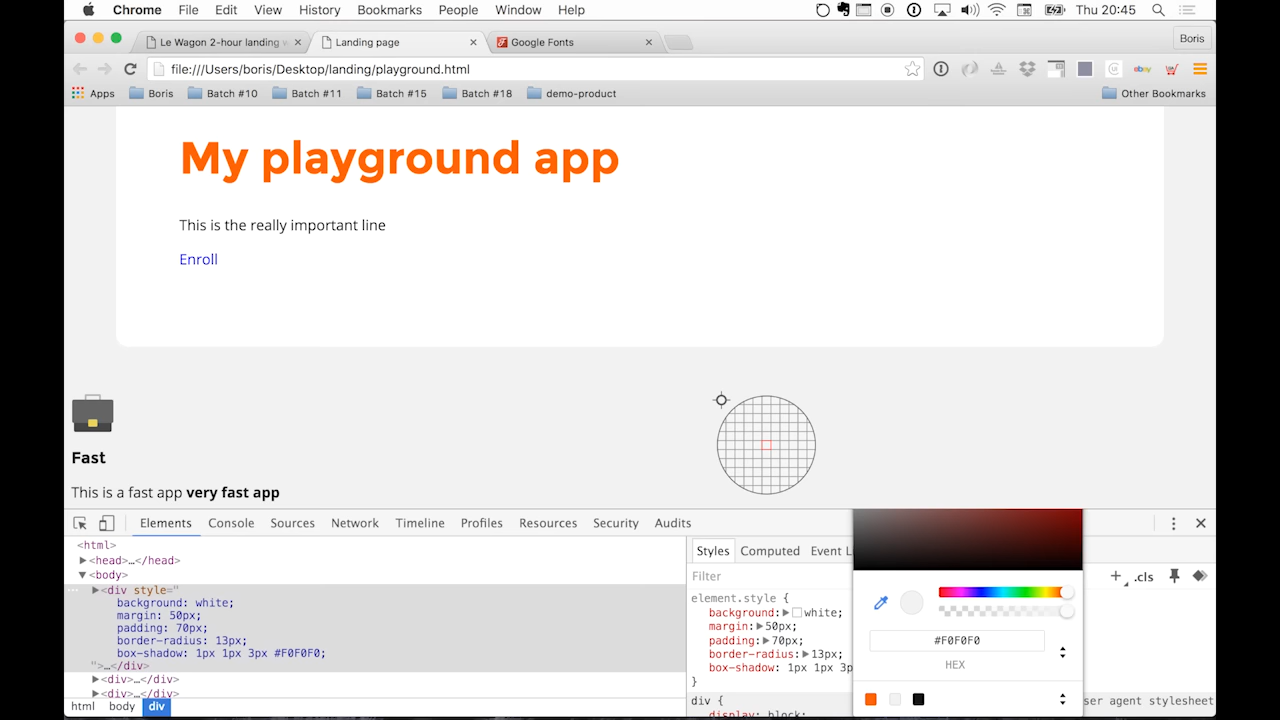 Chrome File Edit View History Bookmarks People Window Help Thu 20:45
Le Wagon 2-hour landing w Landing page Google Fonts Boris
file:///Users/boris/Desktop/landing/playground.html
Apps Boris Batch #10 Batch #11 Batch #15 Batch #18 demo-product Other Bookmarks
My playground app
This is the really important line
Enroll
Fast
This is a fast app very fast app
Elements Console Sources Network Timeline Profiles Resources Security Audits
<html>
▶<head>…</head>
▼<body>
▶<div style="
background: white;
margin: 50px;
padding: 70px;
border-radius: 13px;
box-shadow: 1px 1px 3px #F0F0F0;
">…</div>
▶<div>…</div>
▶<div>…</div>
html body div
Styles Computed Event L
Filter
.cls
element.style {
background:▶ white;
margin:▶50px;
padding:▶70px;
border-radius:▶13px;
box-shadow: 1px 1px 3p
}
div { ser agent stylesheet
display: block;
#F0F0F0
HEX